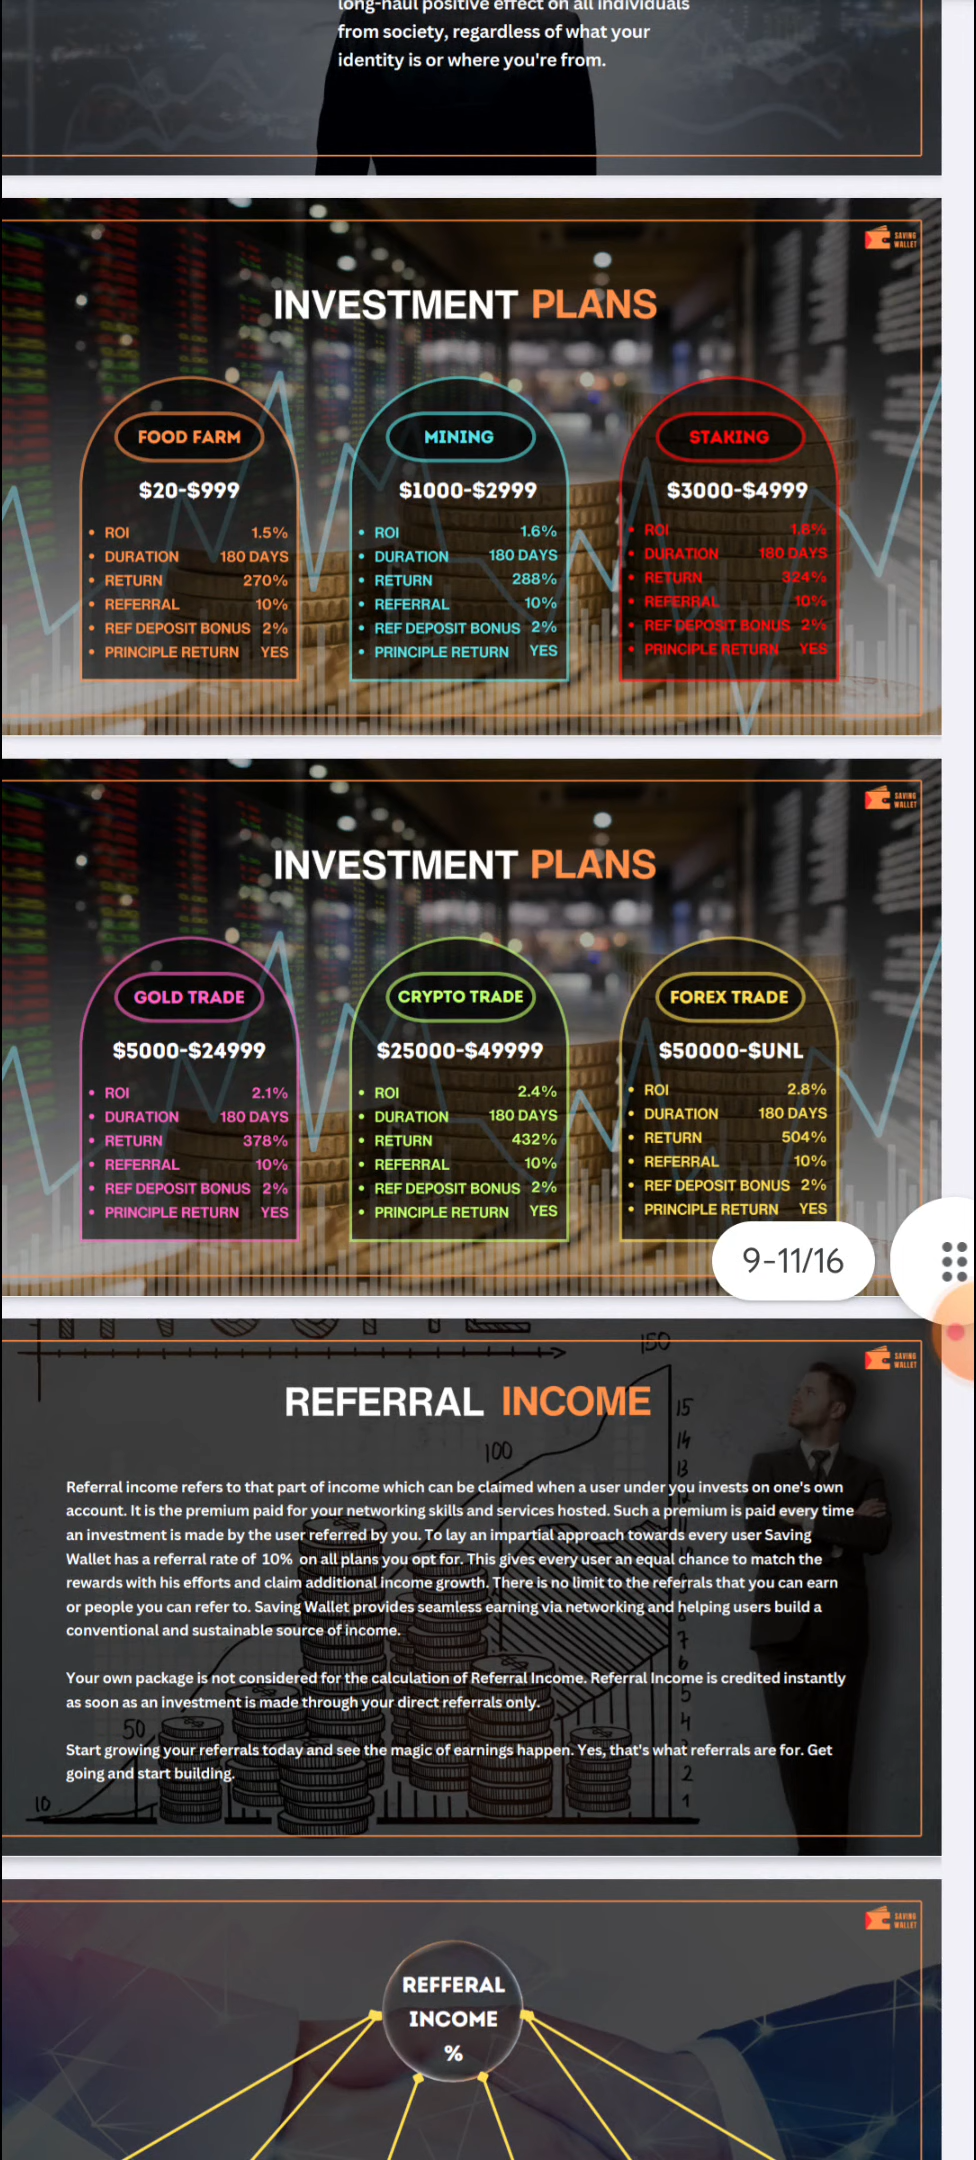 long-haul positive effect on all individuals
from society, regardless of what your
identity is or where you're from.
SAVING
WALLET
INVESTMENT PLANS
FOOD FARM
$20-$999
• ROI 1.5%
• DURATION 180 DAYS
• RETURN 270%
• REFERRAL 10%
• REF DEPOSIT BONUS 2%
• PRINCIPLE RETURN YES
MINING
$1000-$2999
• ROI 1.6%
• DURATION 180 DAYS
• RETURN 288%
• REFERRAL 10%
• REF DEPOSIT BONUS 2%
• PRINCIPLE RETURN YES
STAKING
$3000-$4999
• ROI 1.8%
• DURATION 180 DAYS
• RETURN 324%
• REFERRAL 10%
• REF DEPOSIT BONUS 2%
• PRINCIPLE RETURN YES
SAVING
WALLET
INVESTMENT PLANS
GOLD TRADE
$5000-$24999
• ROI 2.1%
• DURATION 180 DAYS
• RETURN 378%
• REFERRAL 10%
• REF DEPOSIT BONUS 2%
• PRINCIPLE RETURN YES
CRYPTO TRADE
$25000-$49999
• ROI 2.4%
• DURATION 180 DAYS
• RETURN 432%
• REFERRAL 10%
• REF DEPOSIT BONUS 2%
• PRINCIPLE RETURN YES
FOREX TRADE
$50000-$UNL
• ROI 2.8%
• DURATION 180 DAYS
• RETURN 504%
• REFERRAL 10%
• REF DEPOSIT BONUS 2%
• PRINCIPLE RETURN YES
9-11/16
SAVING
WALLET
REFERRAL INCOME
Referral income refers to that part of income which can be claimed when a user under you invests on one's own
account. It is the premium paid for your networking skills and services hosted. Such a premium is paid every time
an investment is made by the user referred by you. To lay an impartial approach towards every user Saving
Wallet has a referral rate of 10% on all plans you opt for. This gives every user an equal chance to match the
rewards with his efforts and claim additional income growth. There is no limit to the referrals that you can earn
or people you can refer to. Saving Wallet provides seamless earning via networking and helping users build a
conventional and sustainable source of income.
Your own package is not considered for the calculation of Referral Income. Referral Income is credited instantly
as soon as an investment is made through your direct referrals only.
Start growing your referrals today and see the magic of earnings happen. Yes, that's what referrals are for. Get
going and start building.
150
100
50
10
15
14
13
7
6
5
4
2
1
SAVING
WALLET
REFFERAL
INCOME
%